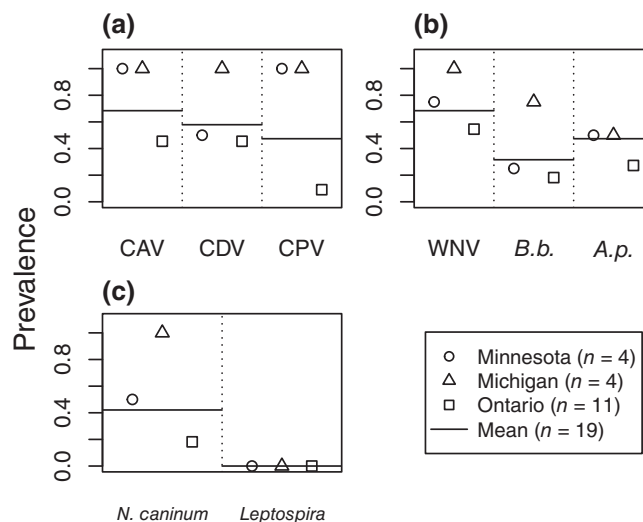 (a)
(b)
Prevalence
0.0 0.4 0.8
CAV CDV CPV
0.0 0.4 0.8
WNV B.b. A.p.
(c)
0.0 0.4 0.8
N. caninum Leptospira
Minnesota (n = 4)
Michigan (n = 4)
Ontario (n = 11)
Mean (n = 19)